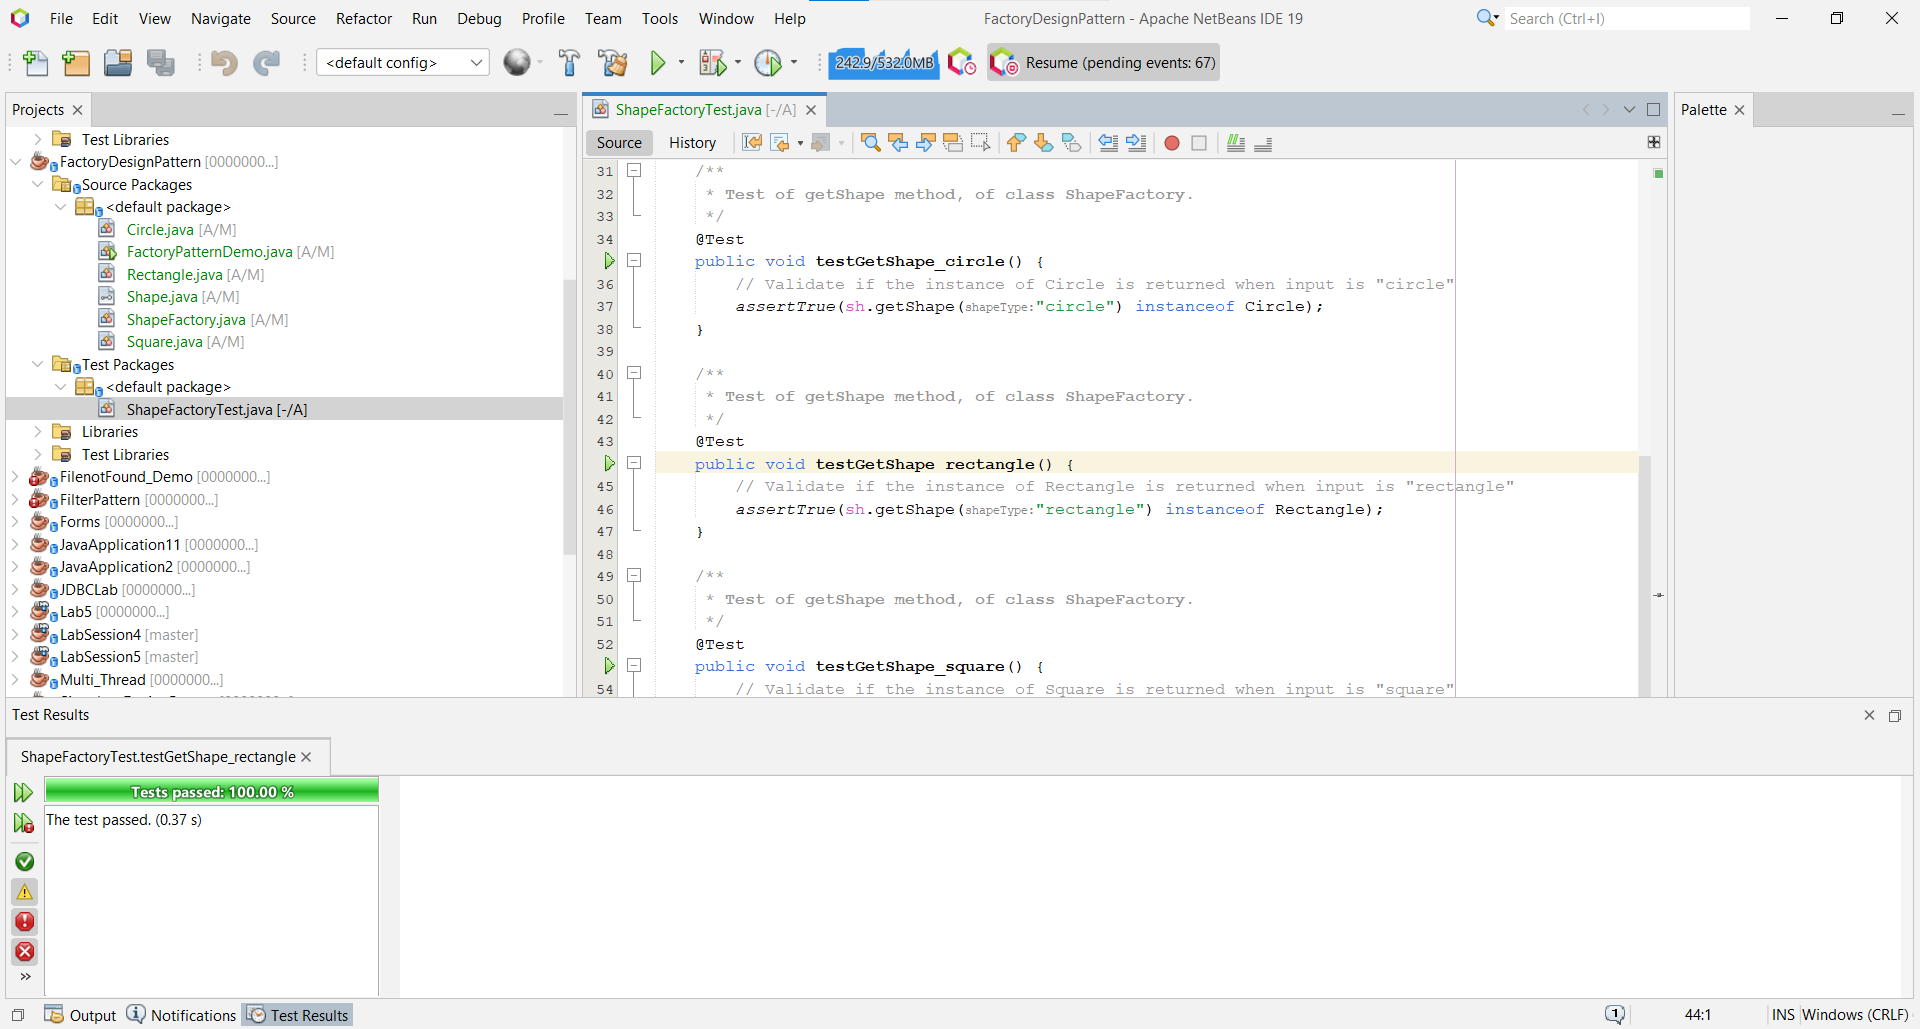 File Edit View Navigate Source Refactor Run Debug Profile Team Tools Window Help
FactoryDesignPattern - Apache NetBeans IDE 19
Search (Ctrl+I)
<default config>
242.9/532.0MB
Resume (pending events: 67)
Projects
Test Libraries
FactoryDesignPattern [0000000...]
Source Packages
<default package>
Circle.java [A/M]
FactoryPatternDemo.java [A/M]
Rectangle.java [A/M]
Shape.java [A/M]
ShapeFactory.java [A/M]
Square.java [A/M]
Test Packages
<default package>
ShapeFactoryTest.java [-/A]
Libraries
Test Libraries
FilenotFound_Demo [0000000...]
FilterPattern [0000000...]
Forms [0000000...]
JavaApplication11 [0000000...]
JavaApplication2 [0000000...]
JDBCLab [0000000...]
Lab5 [0000000...]
LabSession4 [master]
LabSession5 [master]
Multi_Thread [0000000...]
ShapeFactoryTest.java [-/A]
Source History
31 /**
32 * Test of getShape method, of class ShapeFactory.
33 */
34 @Test
public void testGetShape_circle() {
36 // Validate if the instance of Circle is returned when input is "circle"
37 assertTrue(sh.getShape(shapeType:"circle") instanceof Circle);
38 }
39
40 /**
41 * Test of getShape method, of class ShapeFactory.
42 */
43 @Test
public void testGetShape rectangle() {
45 // Validate if the instance of Rectangle is returned when input is "rectangle"
46 assertTrue(sh.getShape(shapeType:"rectangle") instanceof Rectangle);
47 }
48
49 /**
50 * Test of getShape method, of class ShapeFactory.
51 */
52 @Test
public void testGetShape_square() {
54 // Validate if the instance of Square is returned when input is "square"
Palette
Test Results
ShapeFactoryTest.testGetShape_rectangle
Tests passed: 100.00 %
The test passed. (0.37 s)
Output Notifications Test Results
1
44:1
INS
Windows (CRLF)